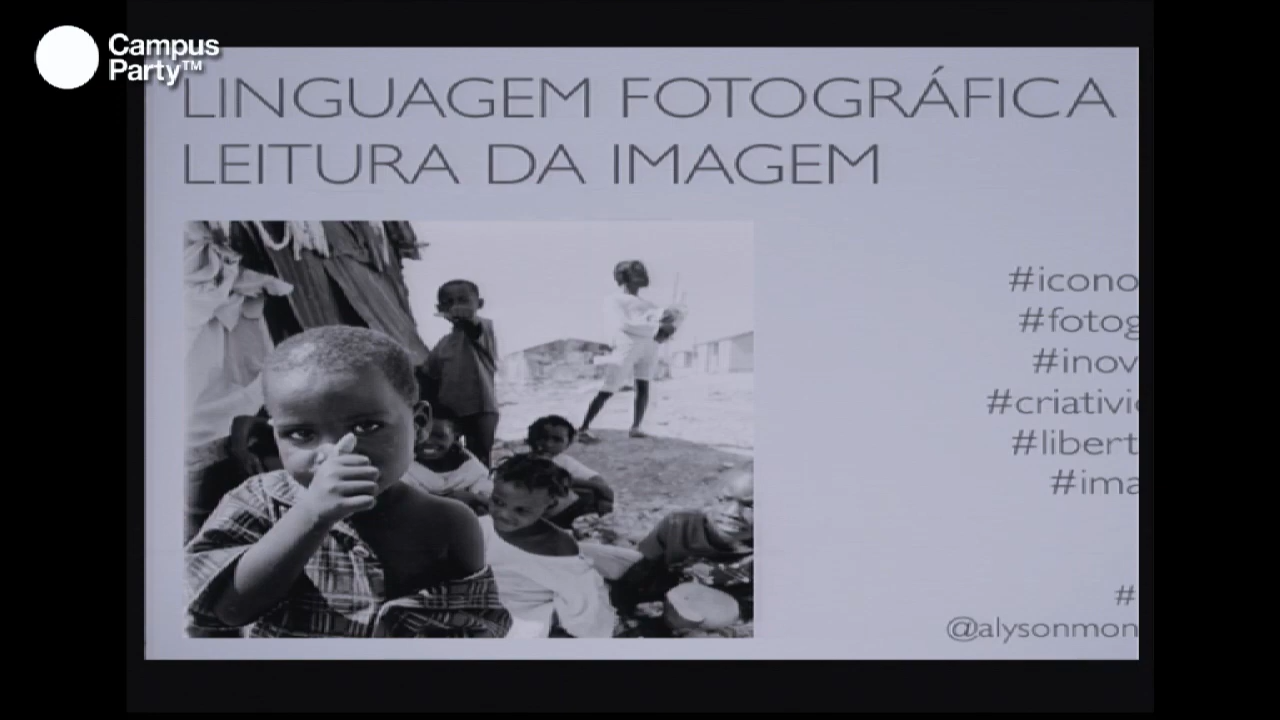 Campus
Party™
LINGUAGEM FOTOGRÁFICA
LEITURA DA IMAGEM
#icono
#fotog
#inov
#criativi
#libert
#ima
#
@alysonmon